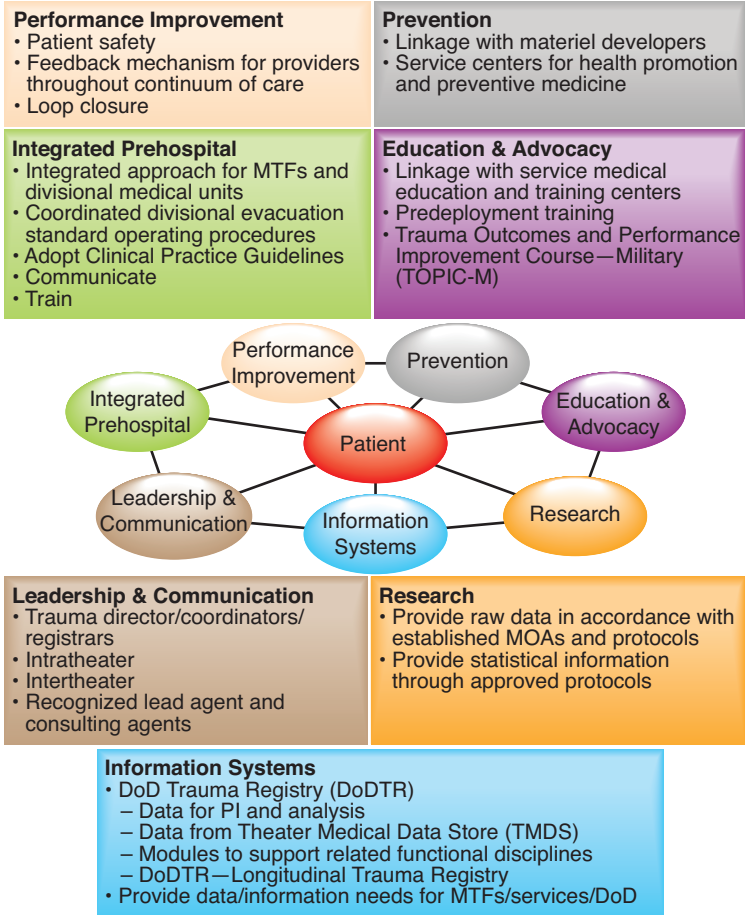 Performance Improvement
• Patient safety
• Feedback mechanism for providers
throughout continuum of care
• Loop closure
Prevention
• Linkage with materiel developers
• Service centers for health promotion
and preventive medicine
Integrated Prehospital
• Integrated approach for MTFs and
divisional medical units
• Coordinated divisional evacuation
standard operating procedures
• Adopt Clinical Practice Guidelines
• Communicate
• Train
Education & Advocacy
• Linkage with service medical
education and training centers
• Predeployment training
• Trauma Outcomes and Performance
Improvement Course—Military
(TOPIC-M)
Performance
Improvement
Prevention
Integrated
Prehospital
Education &
Advocacy
Patient
Leadership &
Communication
Information
Systems
Research
Leadership & Communication
• Trauma director/coordinators/
registrars
• Intratheater
• Intertheater
• Recognized lead agent and
consulting agents
Research
• Provide raw data in accordance with
established MOAs and protocols
• Provide statistical information
through approved protocols
Information Systems
• DoD Trauma Registry (DoDTR)
– Data for PI and analysis
– Data from Theater Medical Data Store (TMDS)
– Modules to support related functional disciplines
– DoDTR—Longitudinal Trauma Registry
• Provide data/information needs for MTFs/services/DoD